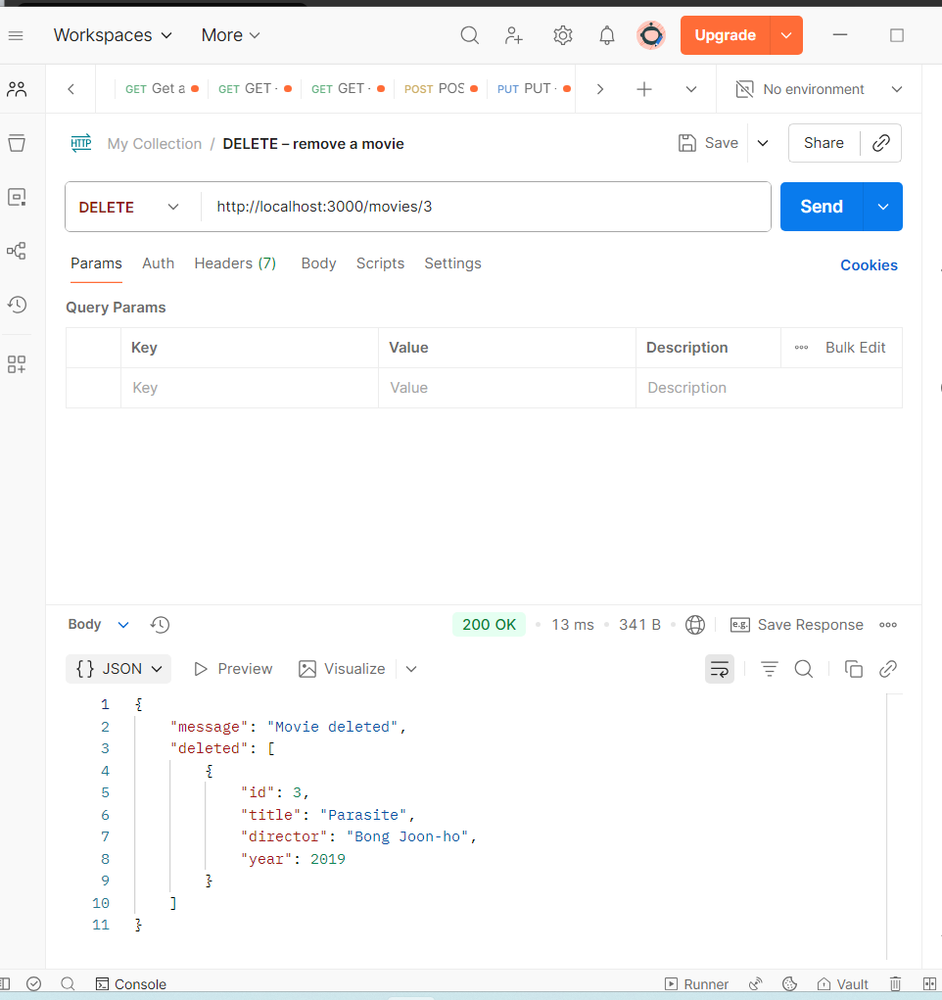 Workspaces More Upgrade
GET Get a GET GET · GET GET · POST POS PUT PUT · No environment
HTTP My Collection / DELETE – remove a movie Save Share
DELETE http://localhost:3000/movies/3 Send
Params Auth Headers (7) Body Scripts Settings Cookies
Query Params
Key Value Description Bulk Edit
Key Value Description
Body 200 OK 13 ms 341 B e.g. Save Response
{} JSON Preview Visualize
1 {
2 "message": "Movie deleted",
3 "deleted": [
4 {
5 "id": 3,
6 "title": "Parasite",
7 "director": "Bong Joon-ho",
8 "year": 2019
9 }
10 ]
11 }
Console Runner Vault